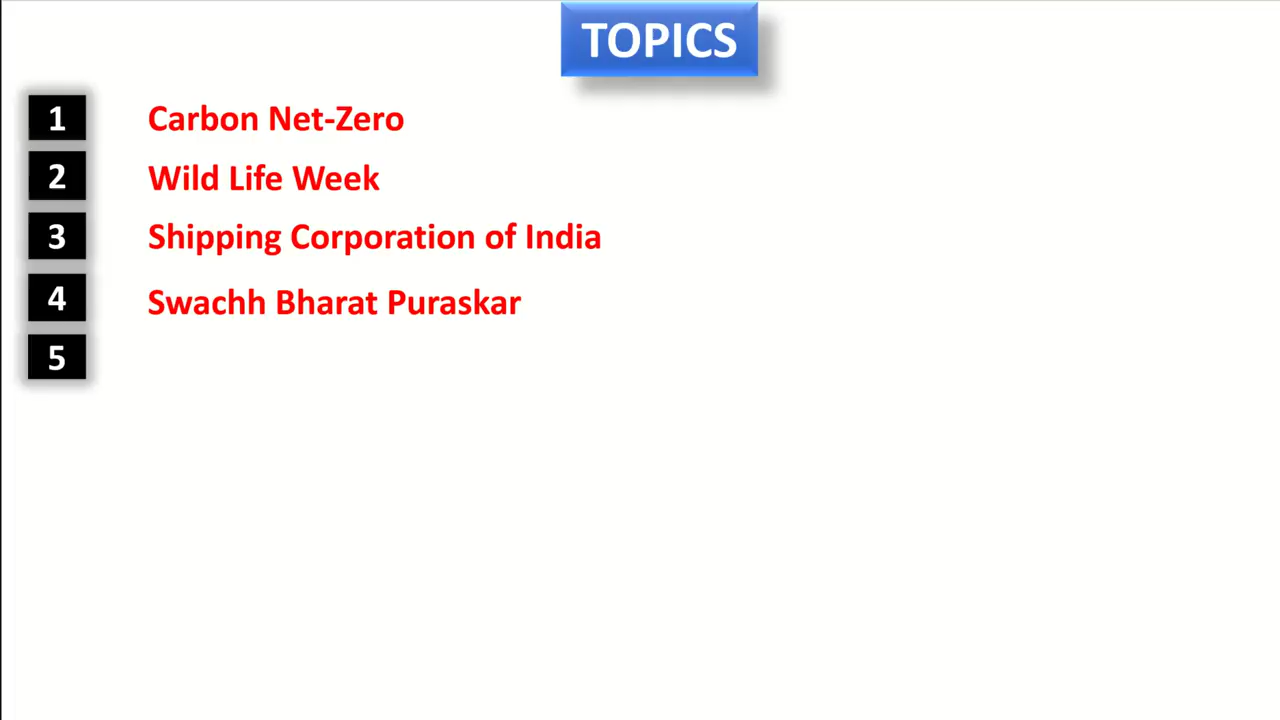 TOPICS
1 Carbon Net-Zero
2 Wild Life Week
3 Shipping Corporation of India
4 Swachh Bharat Puraskar
5